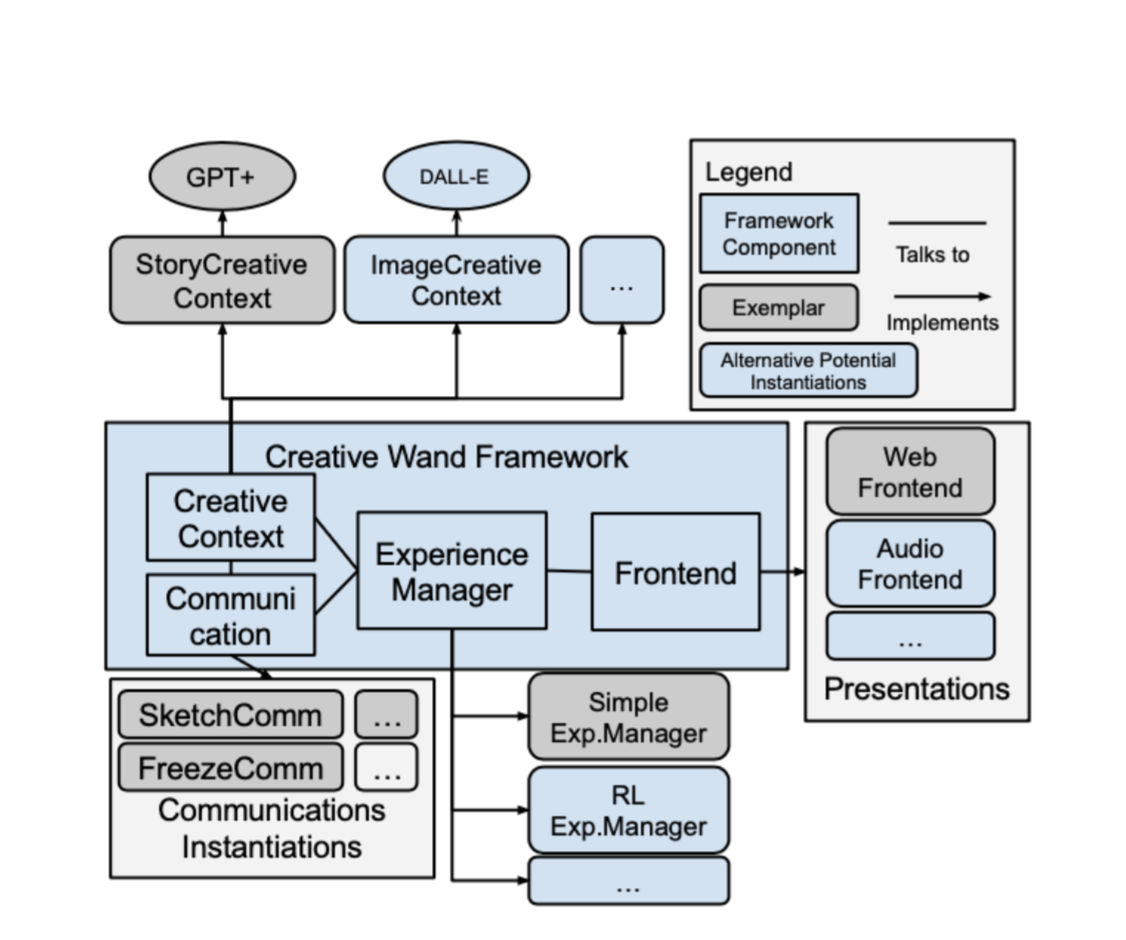 GPT+
DALL-E
StoryCreative
Context
ImageCreative
Context
...
Legend
Framework
Component
Talks to
Exemplar
Implements
Alternative Potential
Instantiations
Creative Wand Framework
Creative
Context
Communi
cation
Experience
Manager
Frontend
Web
Frontend
Audio
Frontend
...
Presentations
SketchComm
...
FreezeComm
...
Communications
Instantiations
Simple
Exp.Manager
RL
Exp.Manager
...